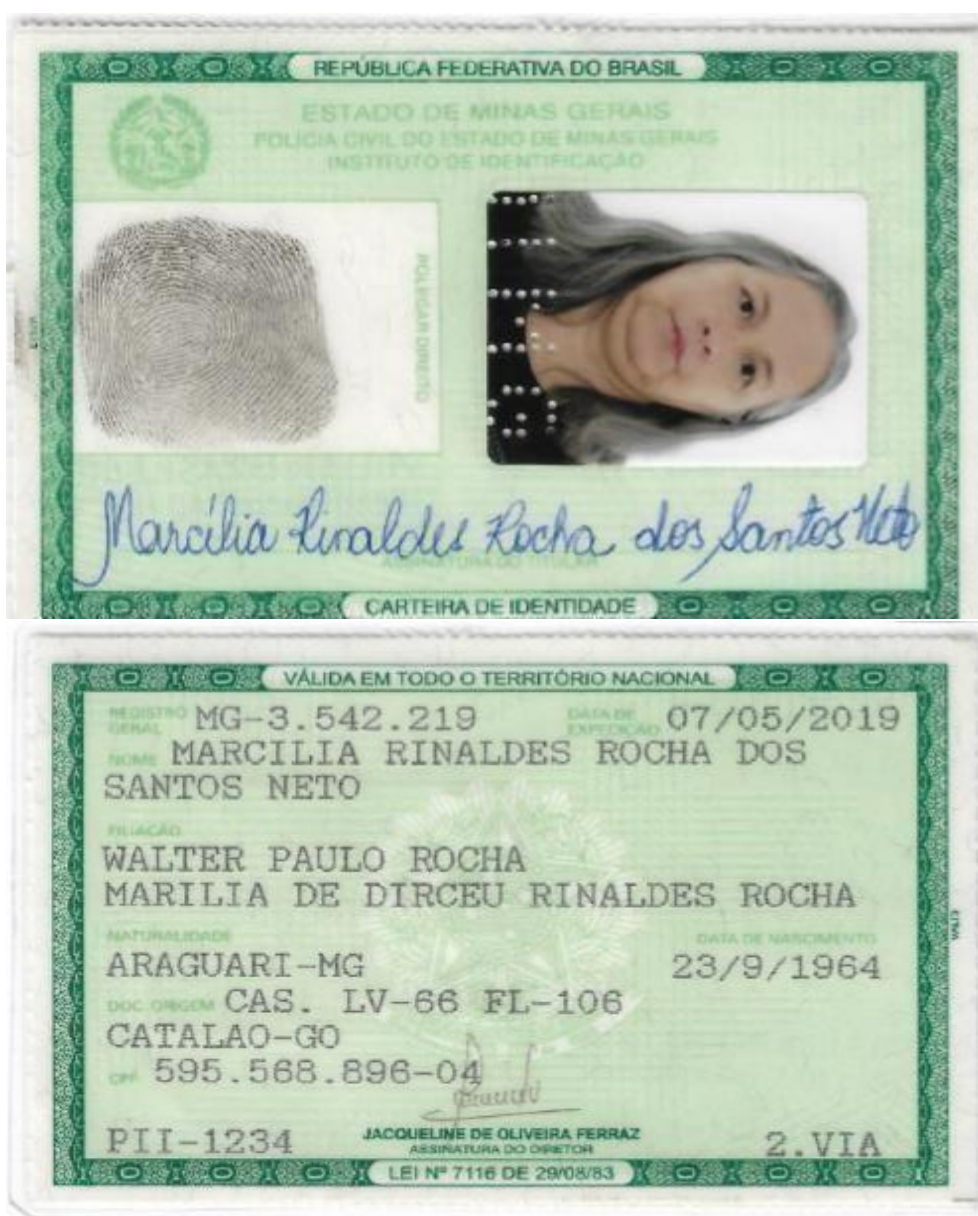 REPÚBLICA FEDERATIVA DO BRASIL
ESTADO DE MINAS GERAIS
POLÍCIA CIVIL DO ESTADO DE MINAS GERAIS
INSTITUTO DE IDENTIFICAÇÃO
POLEGAR DIREITO
Marcília Rinaldes Rocha dos Santos Neto
ASSINATURA DO TITULAR
CARTEIRA DE IDENTIDADE
VÁLIDA EM TODO O TERRITÓRIO NACIONAL
REGISTRO GERAL MG-3.542.219 DATA DE EXPEDIÇÃO 07/05/2019
NOME MARCILIA RINALDES ROCHA DOS
SANTOS NETO
FILIAÇÃO
WALTER PAULO ROCHA
MARILIA DE DIRCEU RINALDES ROCHA
NATURALIDADE DATA DE NASCIMENTO
ARAGUARI-MG 23/9/1964
DOC. ORIGEM CAS. LV-66 FL-106
CATALAO-GO
CPF 595.568.896-04
PII-1234 JACQUELINE DE OLIVEIRA FERRAZ 2.VIA
ASSINATURA DO DIRETOR
LEI Nº 7116 DE 29/08/83